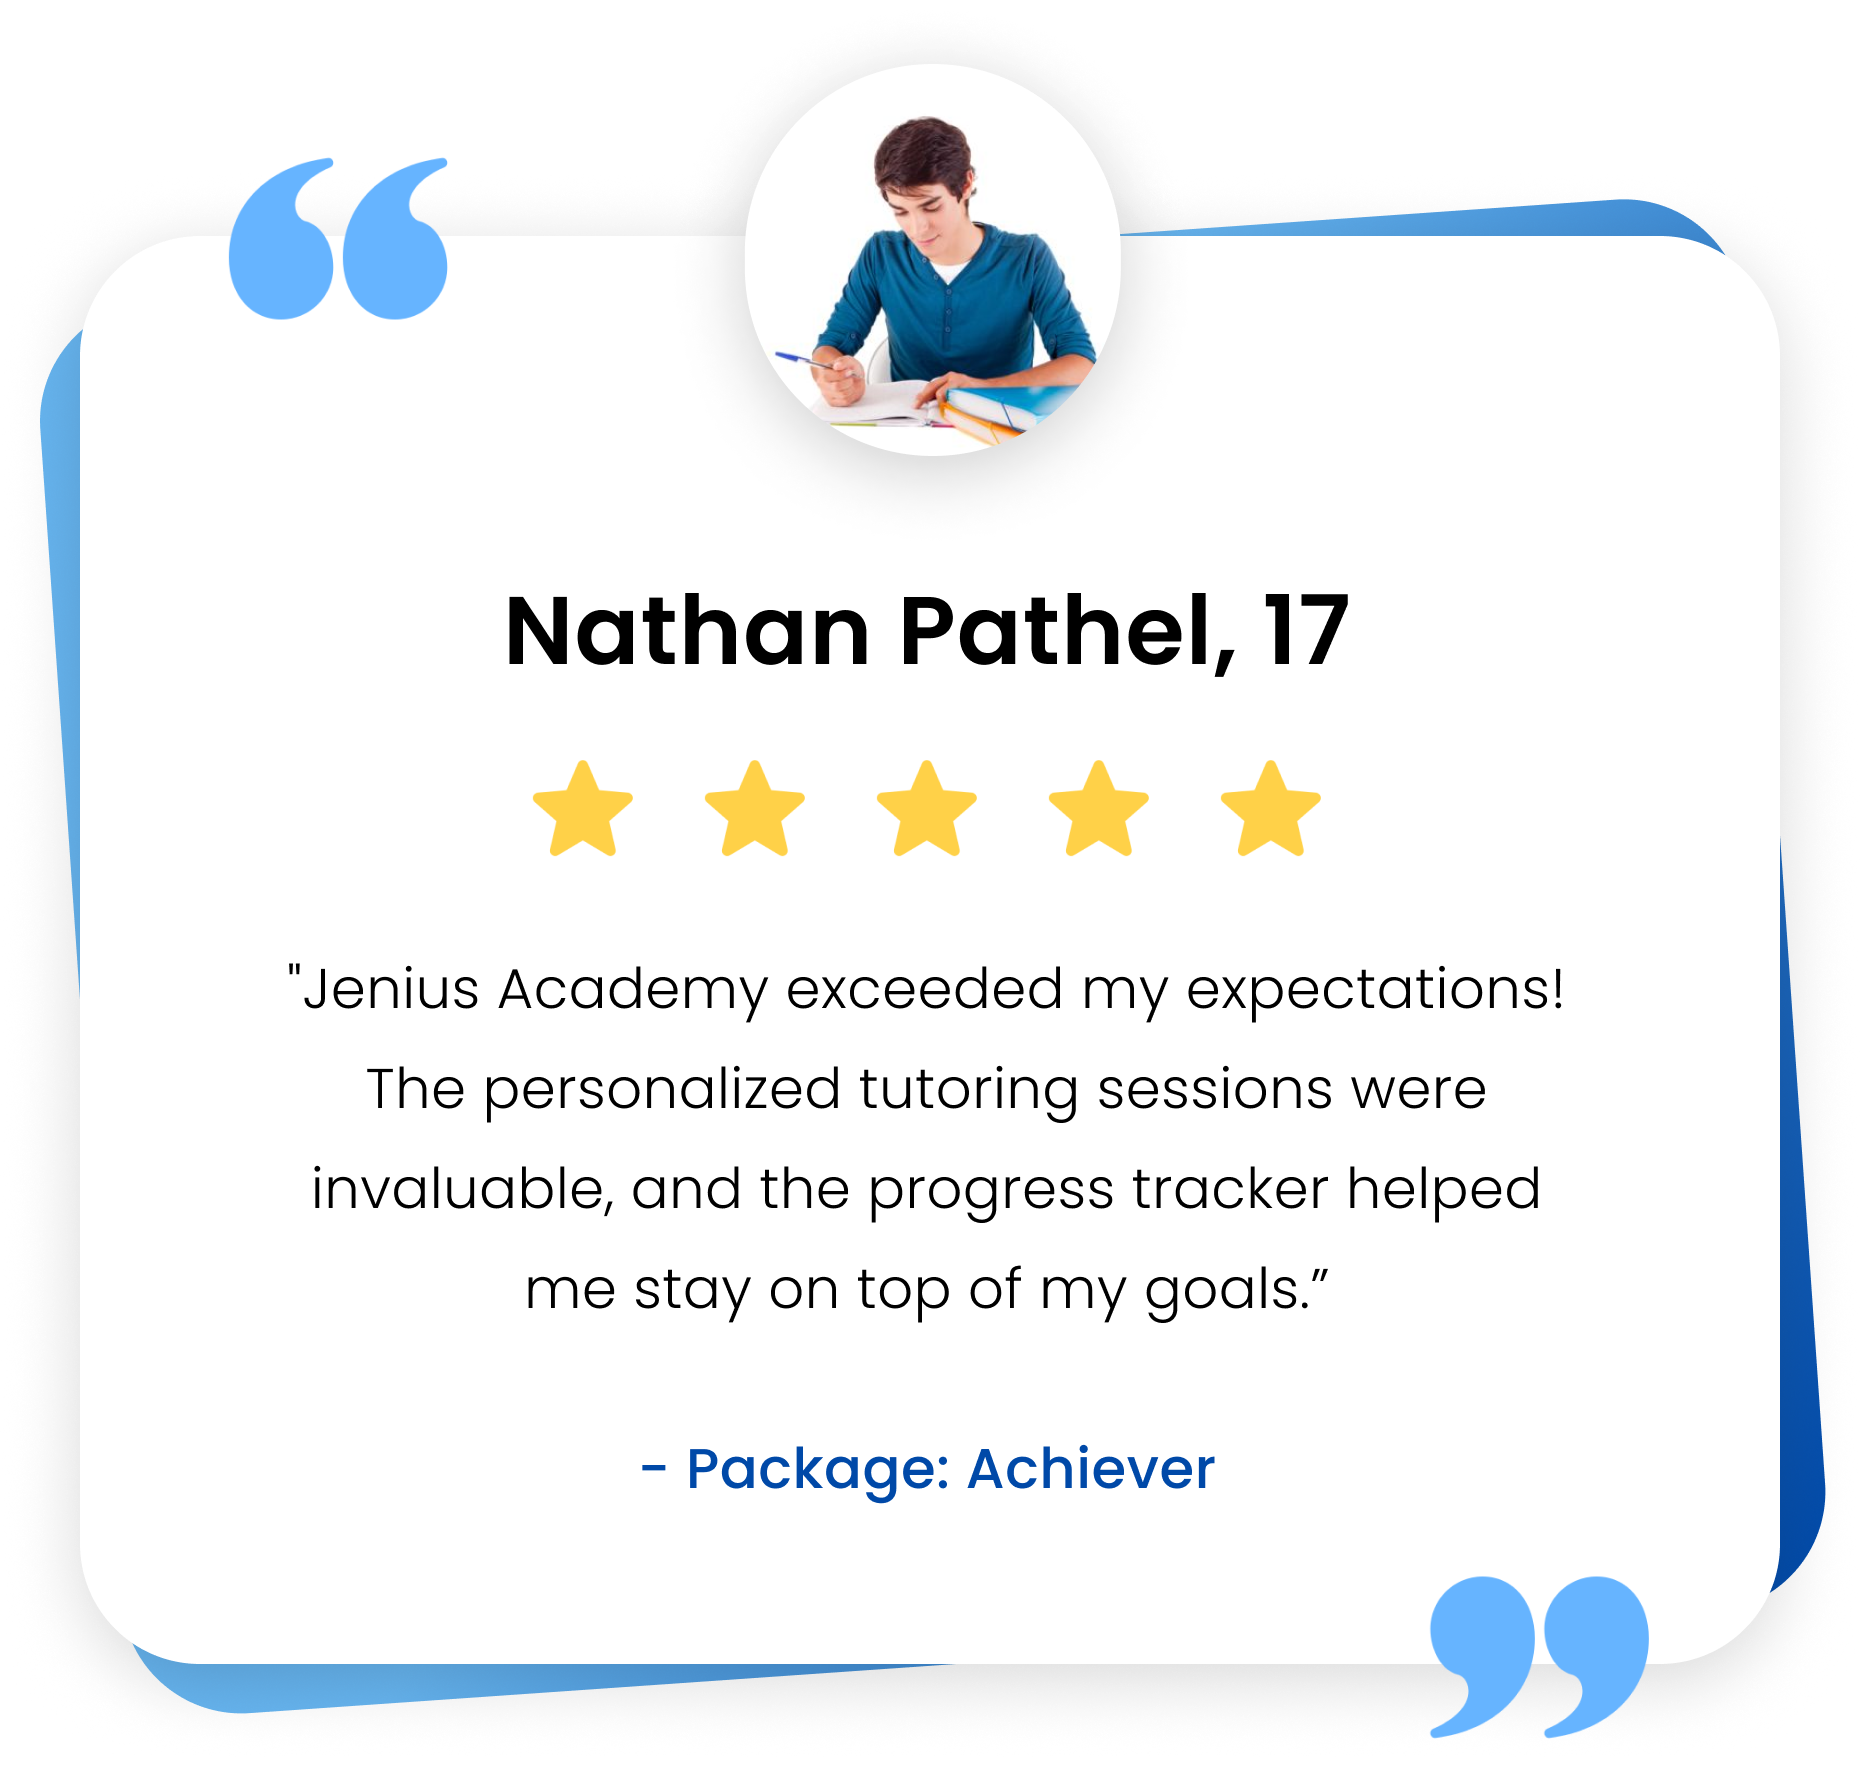 Nathan Pathel, 17
"Jenius Academy exceeded my expectations!
The personalized tutoring sessions were
invaluable, and the progress tracker helped
me stay on top of my goals.”
- Package: Achiever